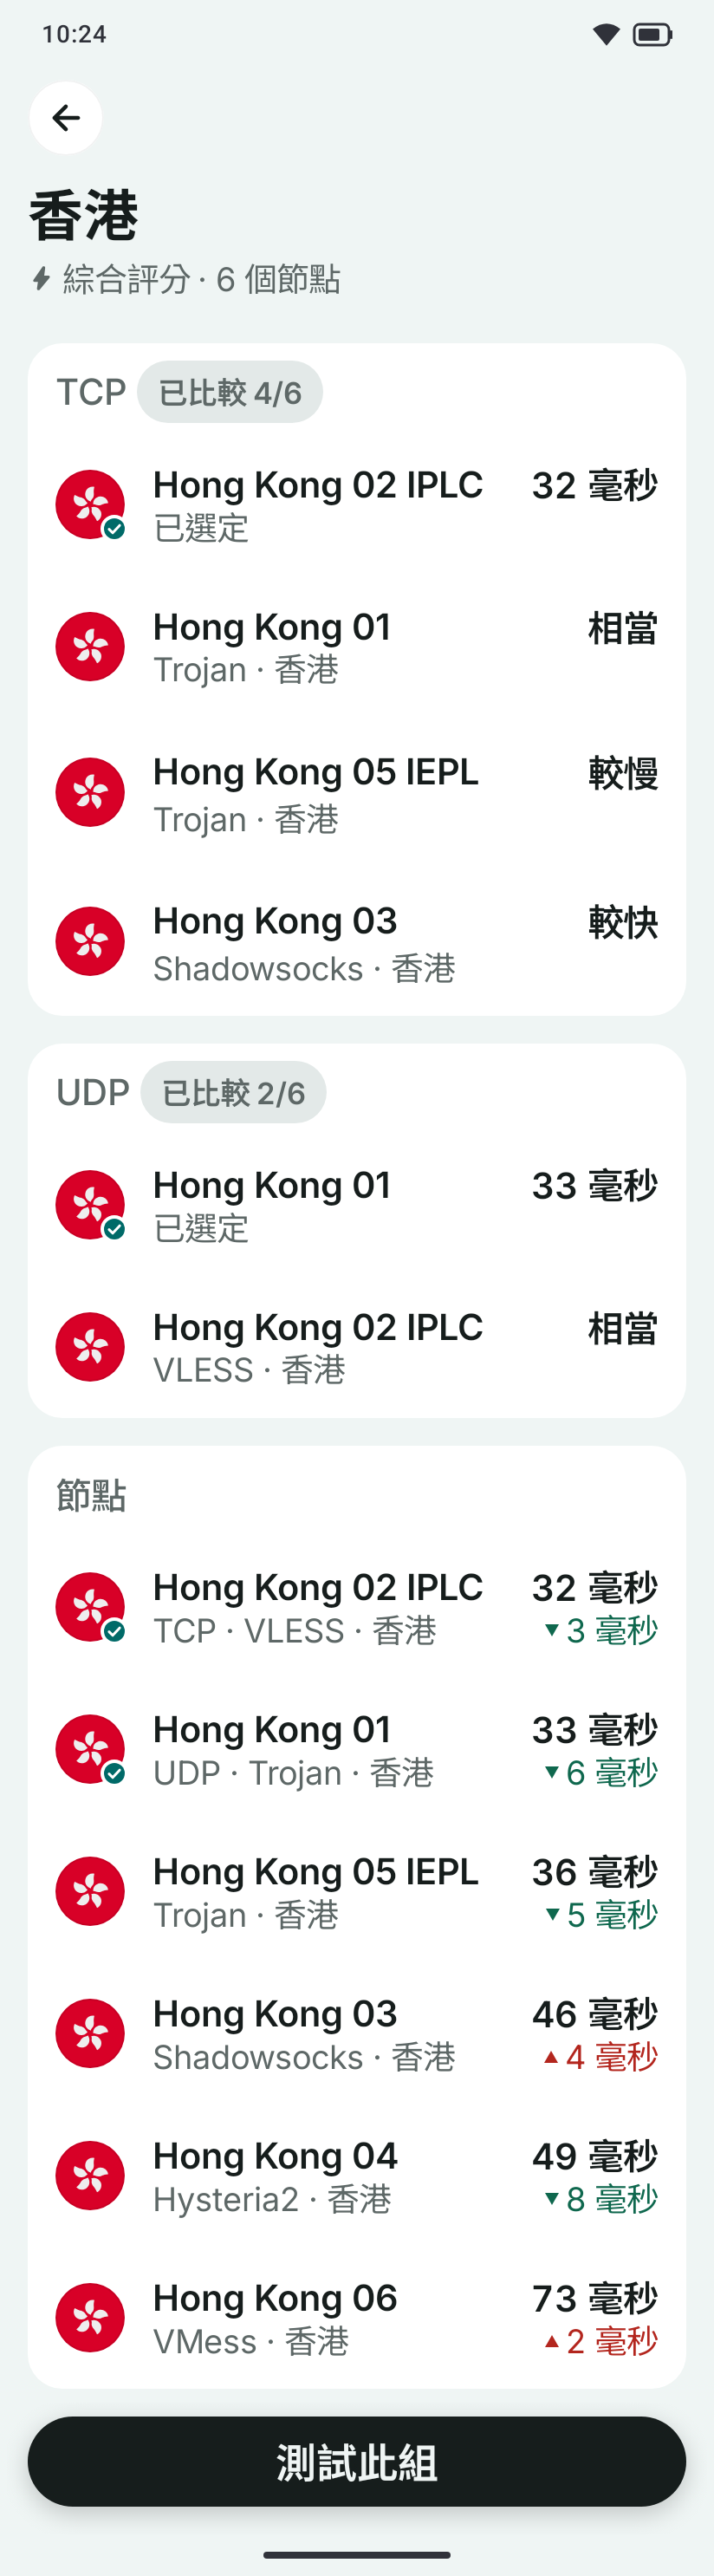 10:24
香港
綜合評分 · 6 個節點
TCP 已比較 4/6
Hong Kong 02 IPLC 32 毫秒
已選定
Hong Kong 01 相當
Trojan · 香港
Hong Kong 05 IEPL 較慢
Trojan · 香港
Hong Kong 03 較快
Shadowsocks · 香港
UDP 已比較 2/6
Hong Kong 01 33 毫秒
已選定
Hong Kong 02 IPLC 相當
VLESS · 香港
節點
Hong Kong 02 IPLC 32 毫秒
TCP · VLESS · 香港 ▼3 毫秒
Hong Kong 01 33 毫秒
UDP · Trojan · 香港 ▼6 毫秒
Hong Kong 05 IEPL 36 毫秒
Trojan · 香港 ▼5 毫秒
Hong Kong 03 46 毫秒
Shadowsocks · 香港 ▲4 毫秒
Hong Kong 04 49 毫秒
Hysteria2 · 香港 ▼8 毫秒
Hong Kong 06 73 毫秒
VMess · 香港 ▲2 毫秒
測試此組